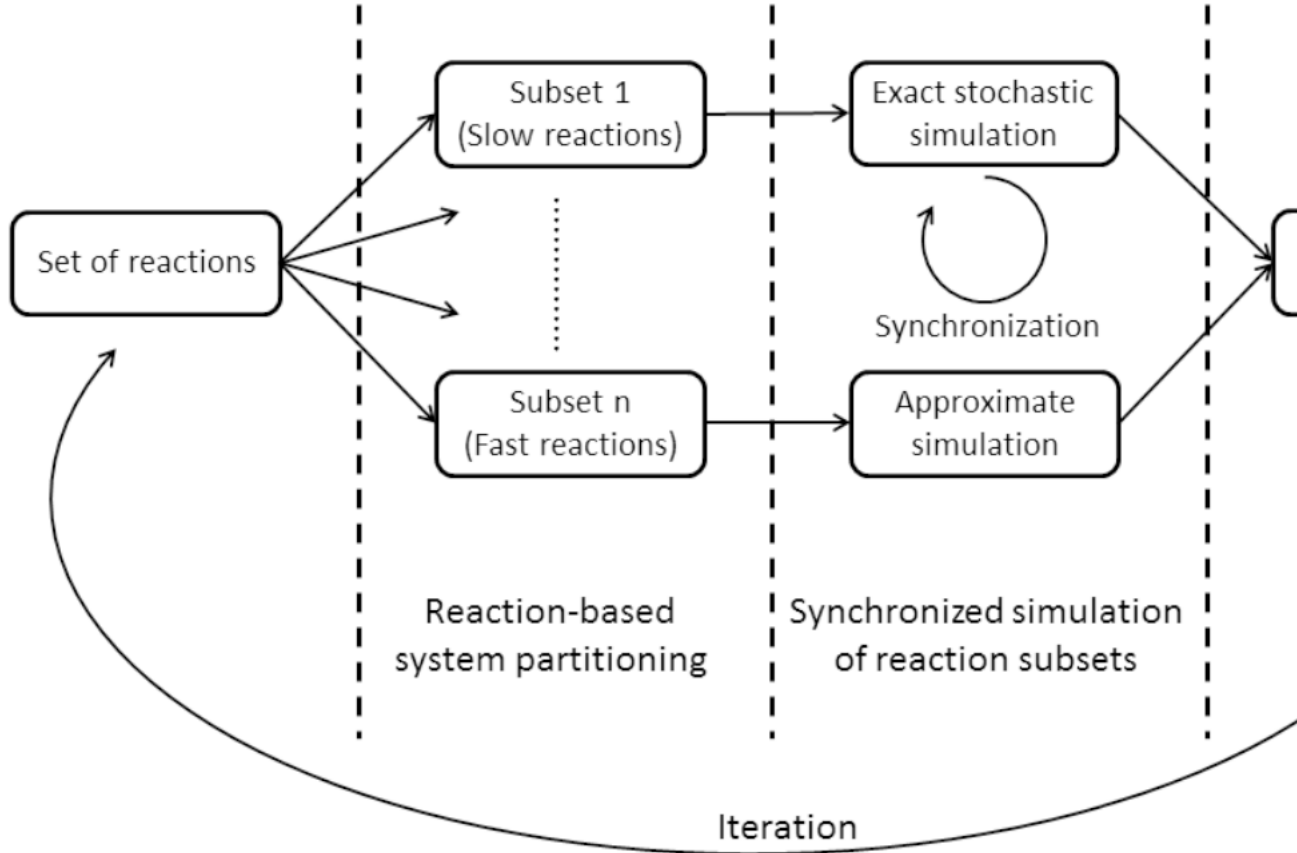 Set of reactions
Subset 1
(Slow reactions)
Subset n
(Fast reactions)
Reaction-based
system partitioning
Exact stochastic
simulation
Synchronization
Approximate
simulation
Synchronized simulation
of reaction subsets
Iteration